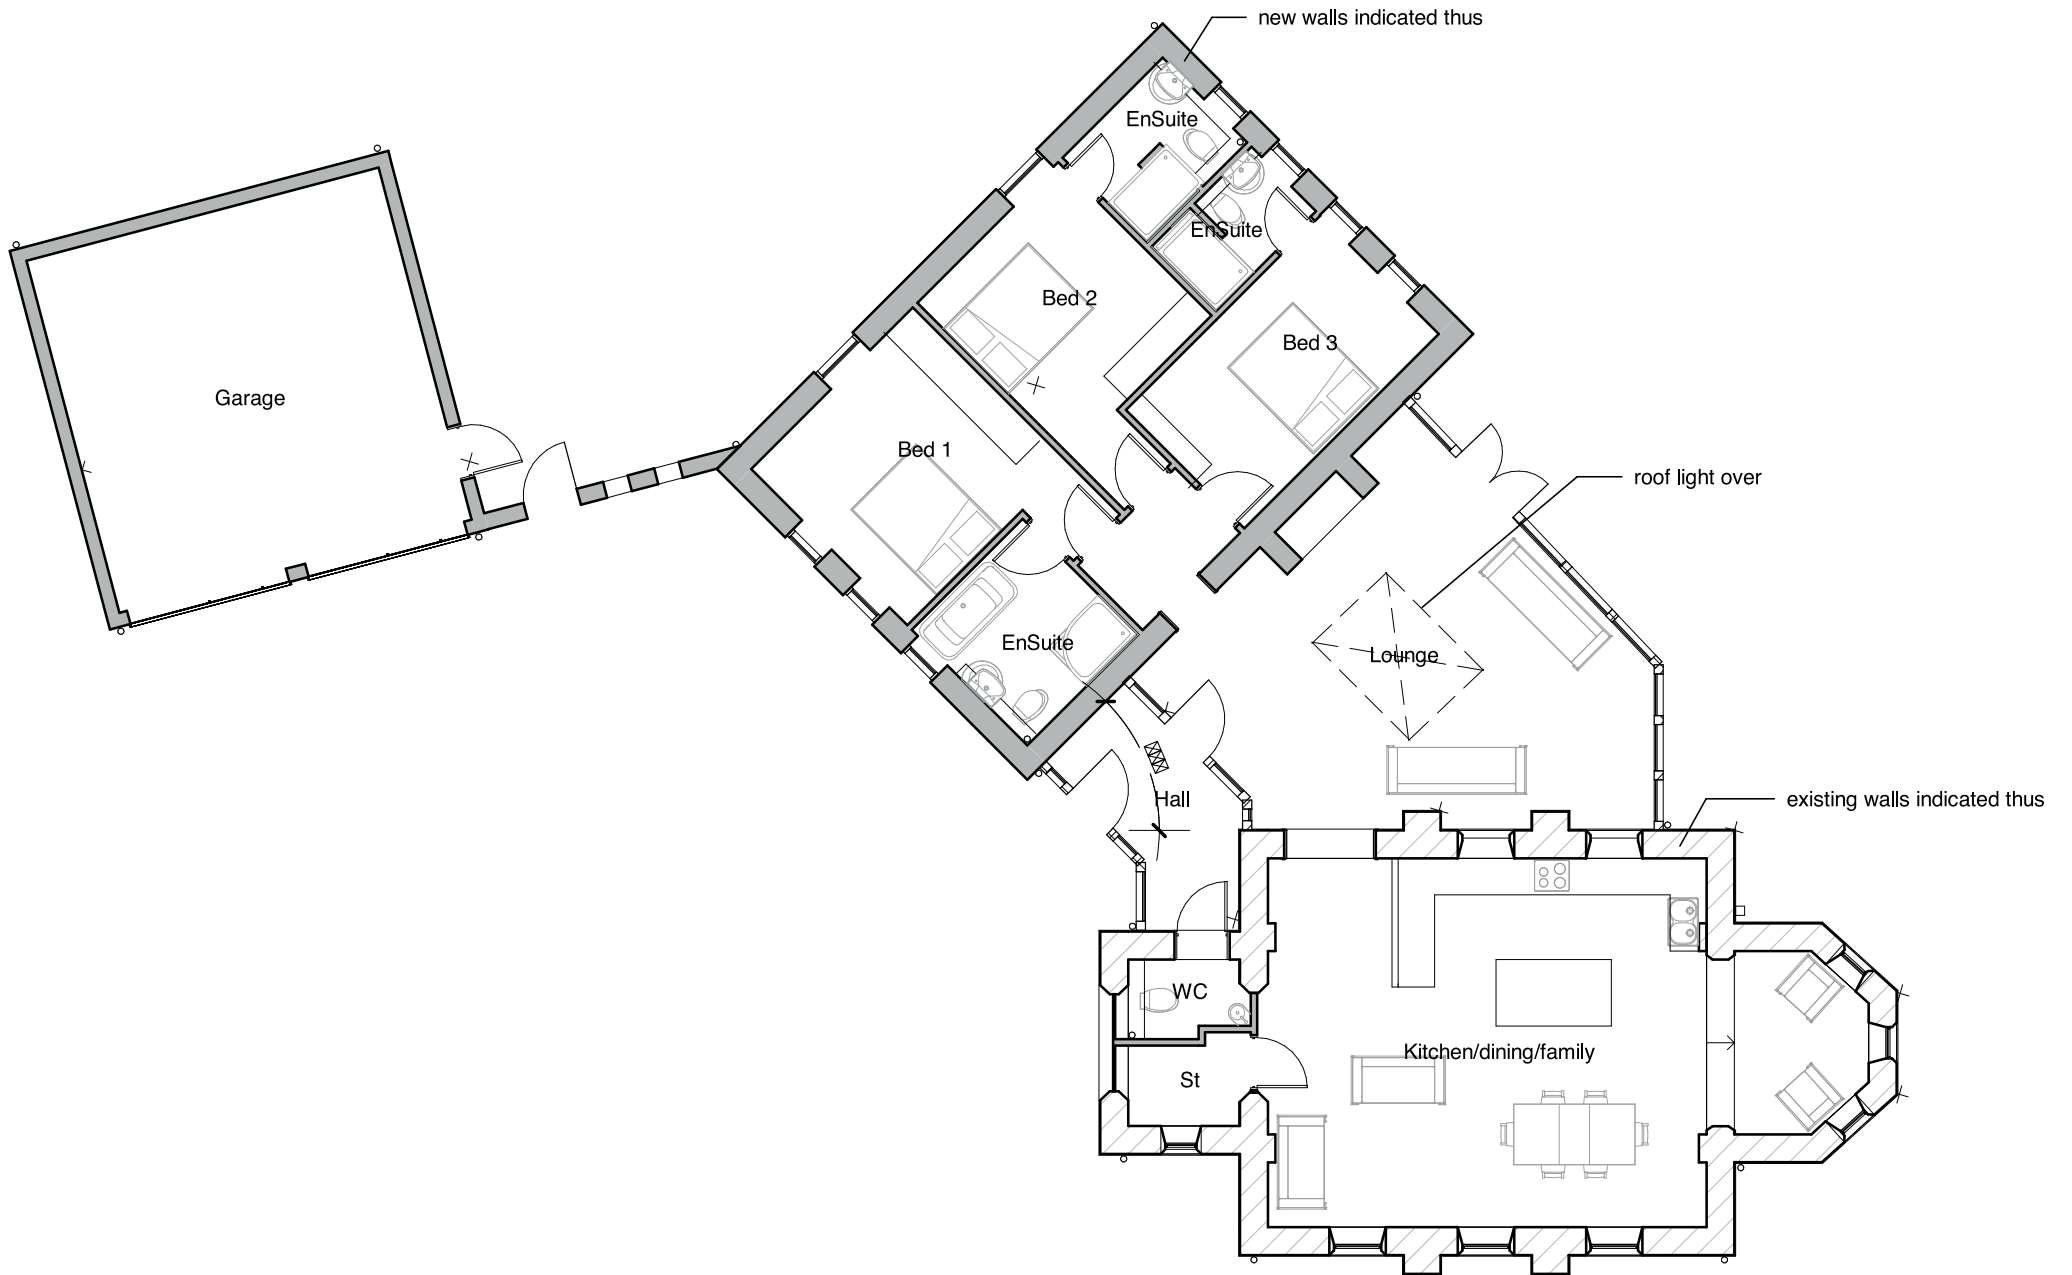 new walls indicated thus
EnSuite
EnSuite
Bed 2
Bed 3
Garage
Bed 1
roof light over
EnSuite
Lounge
Hall
existing walls indicated thus
WC
Kitchen/dining/family
St